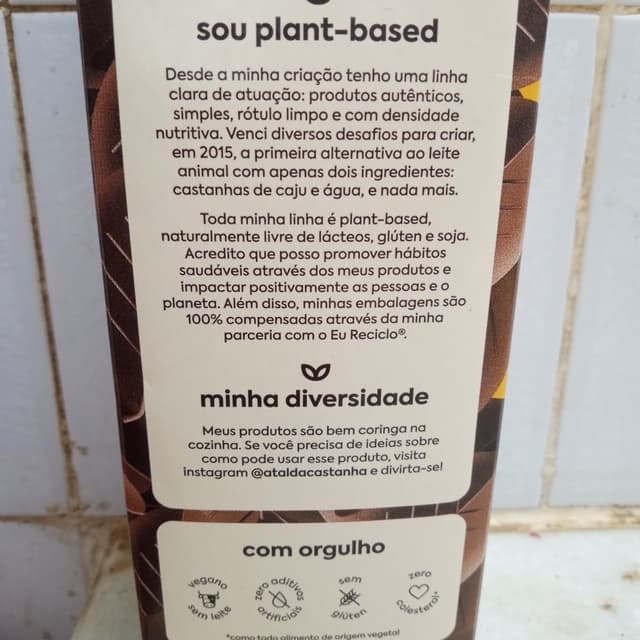 sou plant-based
Desde a minha criação tenho uma linha
clara de atuação: produtos autênticos,
simples, rótulo limpo e com densidade
nutritiva. Venci diversos desafios para criar,
em 2015, a primeira alternativa ao leite
animal com apenas dois ingredientes:
castanhas de caju e água, e nada mais.
Toda minha linha é plant-based,
naturalmente livre de lácteos, glúten e soja.
Acredito que posso promover hábitos
saudáveis através dos meus produtos e
impactar positivamente as pessoas e o
planeta. Além disso, minhas embalagens são
100% compensadas através da minha
parceria com o Eu Reciclo®.
minha diversidade
Meus produtos são bem coringa na
cozinha. Se você precisa de ideias sobre
como pode usar esse produto, visita
instagram @ataldacastanha e divirta-se!
com orgulho
vegano
sem leite
zero aditivos
artificiais
sem
glúten
zero
colesterol*
*como todo alimento de origem vegetal